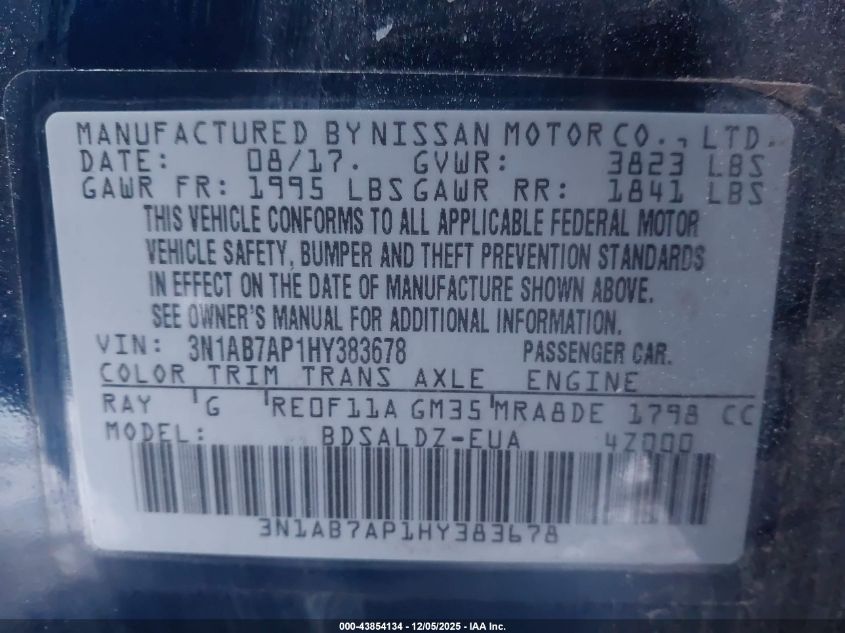 MANUFACTURED BY NISSAN MOTOR CO., LTD.
DATE: 08/17. GVWR: 3823 LBS
GAWR FR: 1995 LBS GAWR RR: 1841 LBS
THIS VEHICLE CONFORMS TO ALL APPLICABLE FEDERAL MOTOR
VEHICLE SAFETY, BUMPER AND THEFT PREVENTION STANDARDS
IN EFFECT ON THE DATE OF MANUFACTURE SHOWN ABOVE.
SEE OWNER'S MANUAL FOR ADDITIONAL INFORMATION.
VIN: 3N1AB7AP1HY383678 PASSENGER CAR.
COLOR TRIM TRANS AXLE ENGINE
RAY 'G 'RE0F11A GM35'MRA8DE 1798 CC
MODEL: BDSALDZ-EUA 4Z000
3N1AB7AP1HY383678
000-43854134 - 12/05/2025 - IAA Inc.